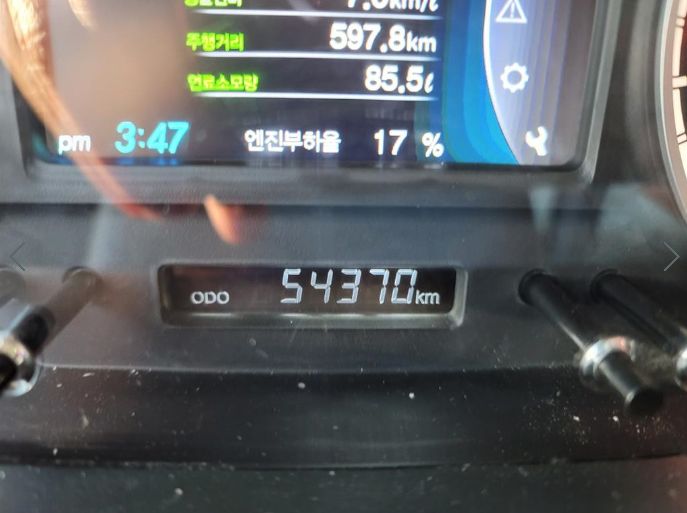 주행거리 597.8km
연료소모량 85.5ℓ
pm 3:47 엔진부하율 17 %
ODO 54370km